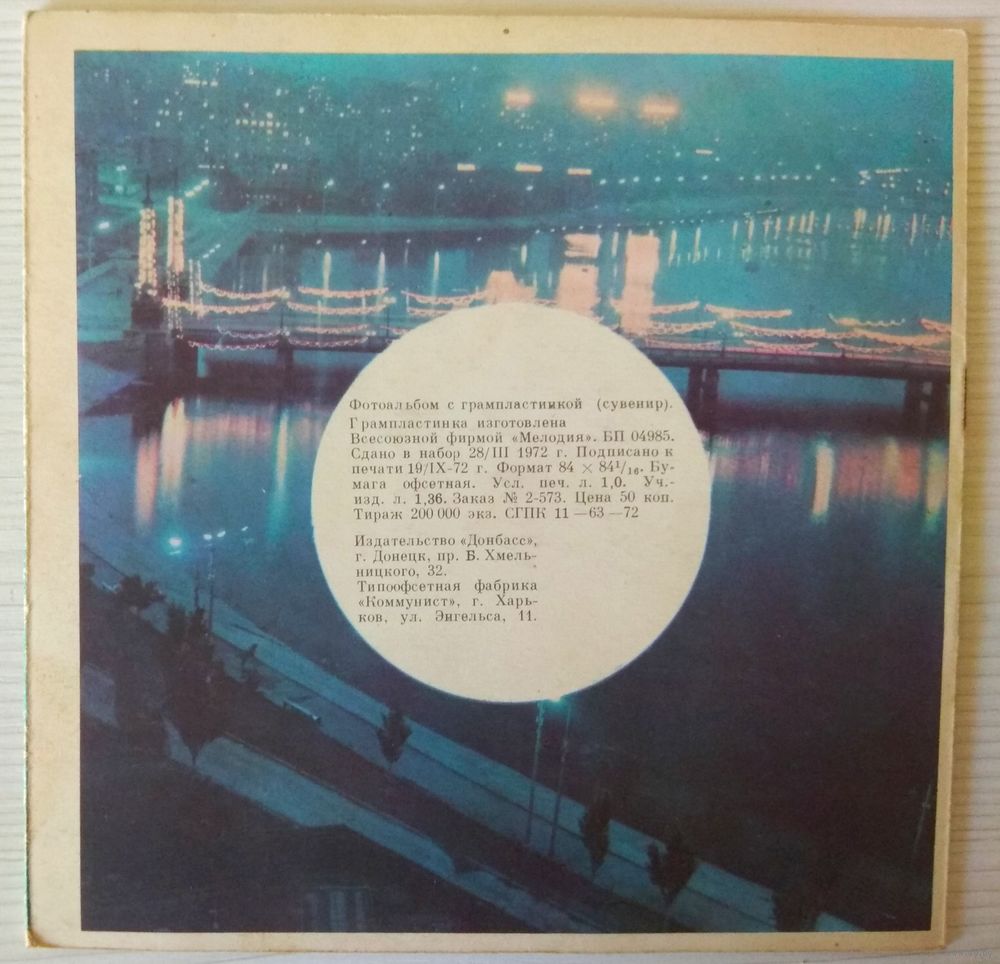 Фотоальбом с грампластинкой (сувенир).
Грампластинка изготовлена
Всесоюзной фирмой «Мелодия». БП 04985.
Сдано в набор 28/III 1972 г. Подписано к
печати 19/IX-72 г. Формат 84 × 84¹/₁₆. Бу-
мага офсетная. Усл. печ. л. 1,0. Уч.-
изд. л. 1,36. Заказ № 2-573. Цена 50 коп.
Тираж 200 000 экз. СГПК 11—63—72
Издательство «Донбасс»,
г. Донецк, пр. Б. Хмель-
ницкого, 32.
Типоофсетная фабрика
«Коммунист», г. Харь-
ков, ул. Энгельса, 11.